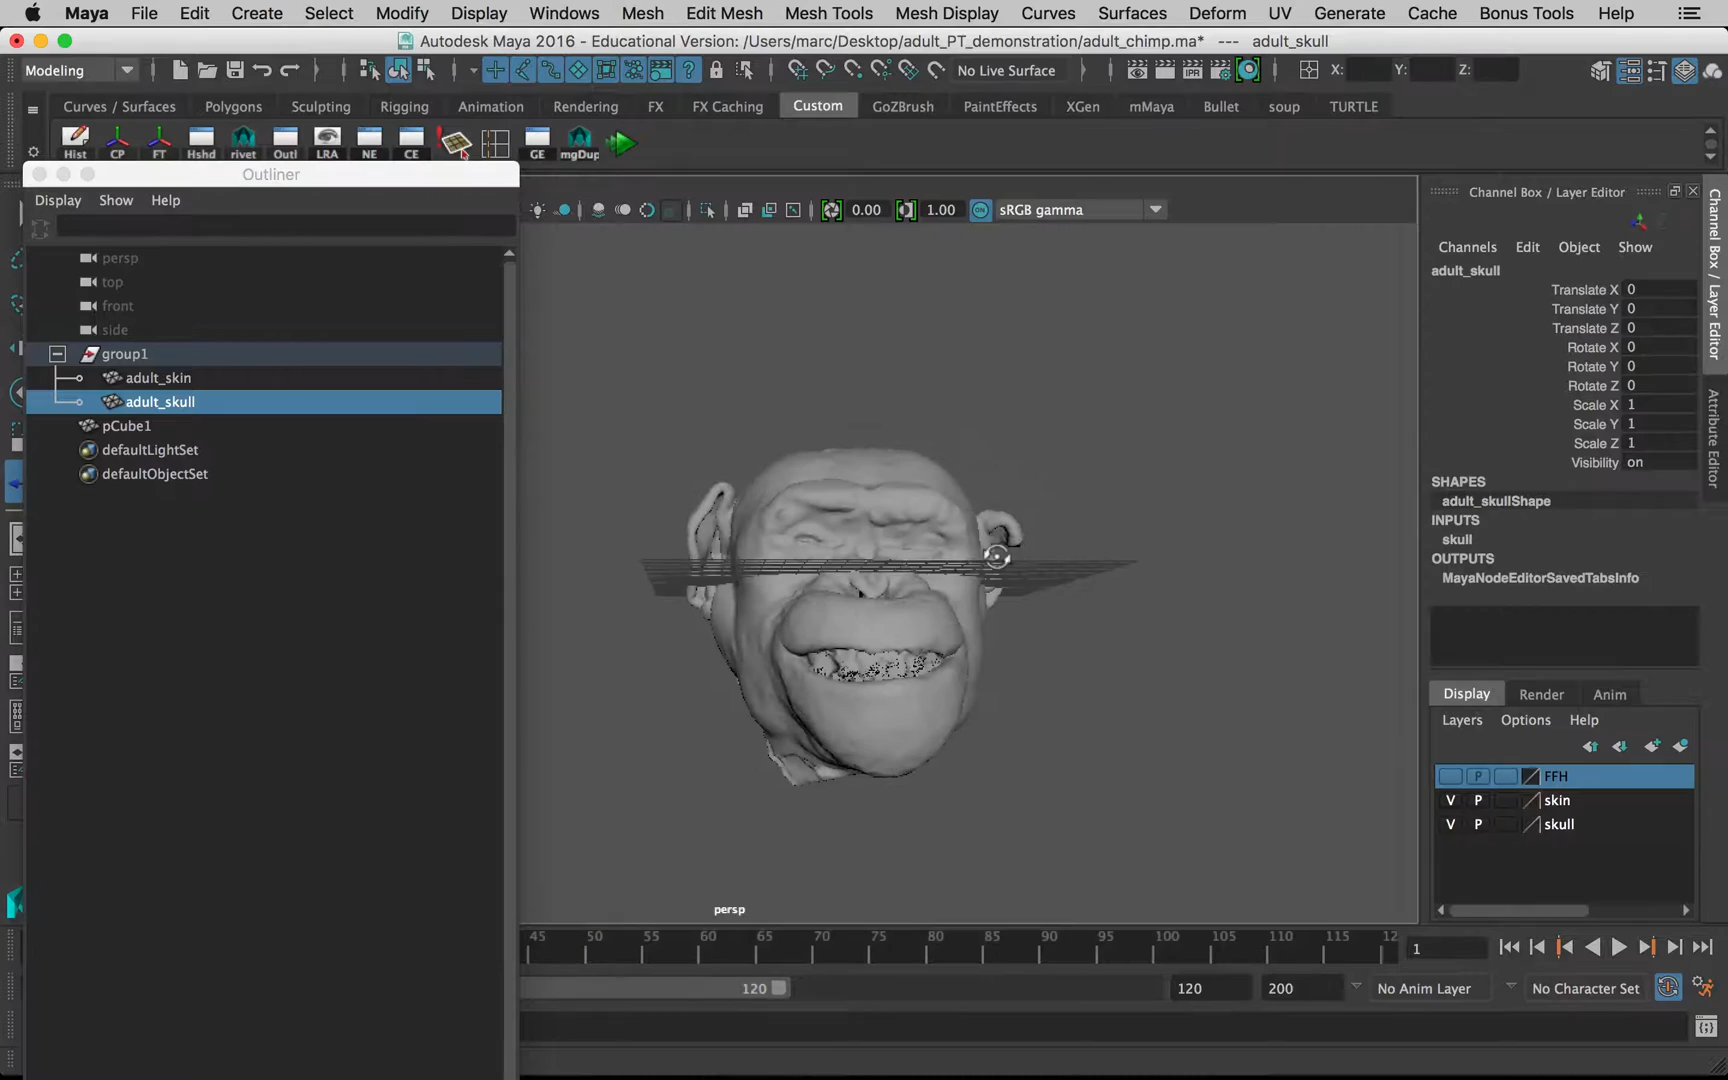 Maya File Edit Create Select Modify Display Windows Mesh Edit Mesh Mesh Tools Mesh Display Curves Surfaces Deform UV Generate Cache Bonus Tools Help
Autodesk Maya 2016 - Educational Version: /Users/marc/Desktop/adult_PT_demonstration/adult_chimp.ma* --- adult_skull
Modeling No Live Surface IPR X: Y: Z:
Curves / Surfaces Polygons Sculpting Rigging Animation Rendering FX FX Caching Custom GoZBrush PaintEffects XGen mMaya Bullet soup TURTLE
Hist CP FT Hshd rivet Outl LRA NE CE GE mgDup
Outliner
Channel Box / Layer Editor
Display Show Help
0.00 1.00 ON sRGB gamma
Channels Edit Object Show
adult_skull
Translate X 0
Translate Y 0
Translate Z 0
Rotate X 0
Rotate Y 0
Rotate Z 0
Scale X 1
Scale Y 1
Scale Z 1
Visibility on
SHAPES
adult_skullShape
INPUTS
skull
OUTPUTS
MayaNodeEditorSavedTabsInfo
persp
top
front
side
group1
adult_skin
adult_skull
pCube1
defaultLightSet
defaultObjectSet
Channel Box / Layer Editor
Attribute Editor
Display Render Anim
Layers Options Help
P FFH
V P skin
V P skull
persp
45 50 55 60 65 70 75 80 85 90 95 100 105 110 115 12
1
120 120 200 No Anim Layer No Character Set